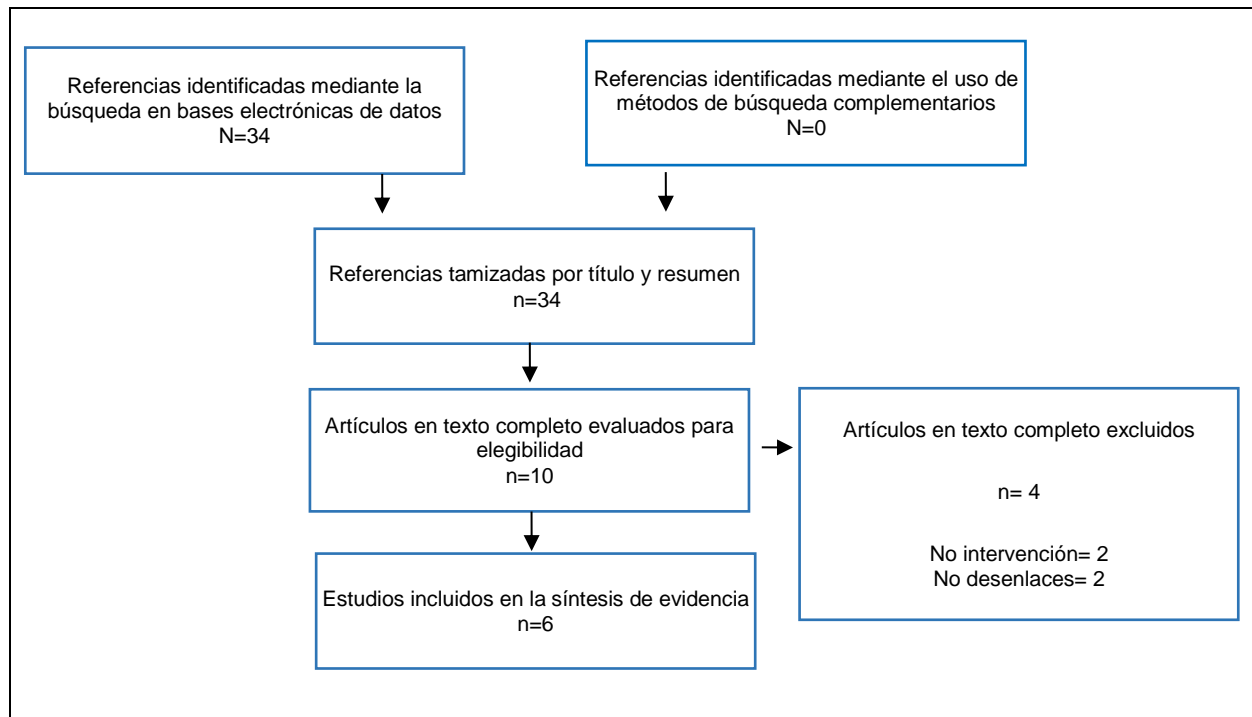 Referencias identificadas mediante la
búsqueda en bases electrónicas de datos
N=34
Referencias identificadas mediante el uso de
métodos de búsqueda complementarios
N=0
Referencias tamizadas por título y resumen
n=34
Artículos en texto completo evaluados para
elegibilidad
n=10
Artículos en texto completo excluidos
n= 4
No intervención= 2
No desenlaces= 2
Estudios incluidos en la síntesis de evidencia
n=6